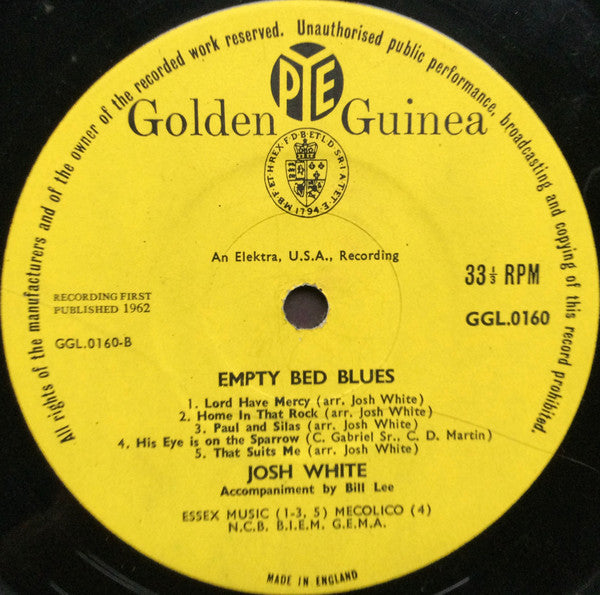 All rights of the manufacturers and of the owner of the recorded work reserved. Unauthorised public performance, broadcasting and copying of this record prohibited.
PYE
Golden Guinea
M.B.F.ET.H.REX.F.D.B.ET.L.D.S.R.I.A.T.ET.E.
1794
An Elektra, U.S.A., Recording
33⅓ RPM
RECORDING FIRST
PUBLISHED 1962
GGL.0160
GGL.0160-B
EMPTY BED BLUES
1. Lord Have Mercy (arr. Josh White)
2. Home In That Rock (arr. Josh White)
3. Paul and Silas (arr. Josh White)
4. His Eye is on the Sparrow (C. Gabriel Sr., C. D. Martin)
5. That Suits Me (arr. Josh White)
JOSH WHITE
Accompaniment by Bill Lee
ESSEX MUSIC (1-3, 5) MECOLICO (4)
N.C.B. B.I.E.M. G.E.M.A.
MADE IN ENGLAND